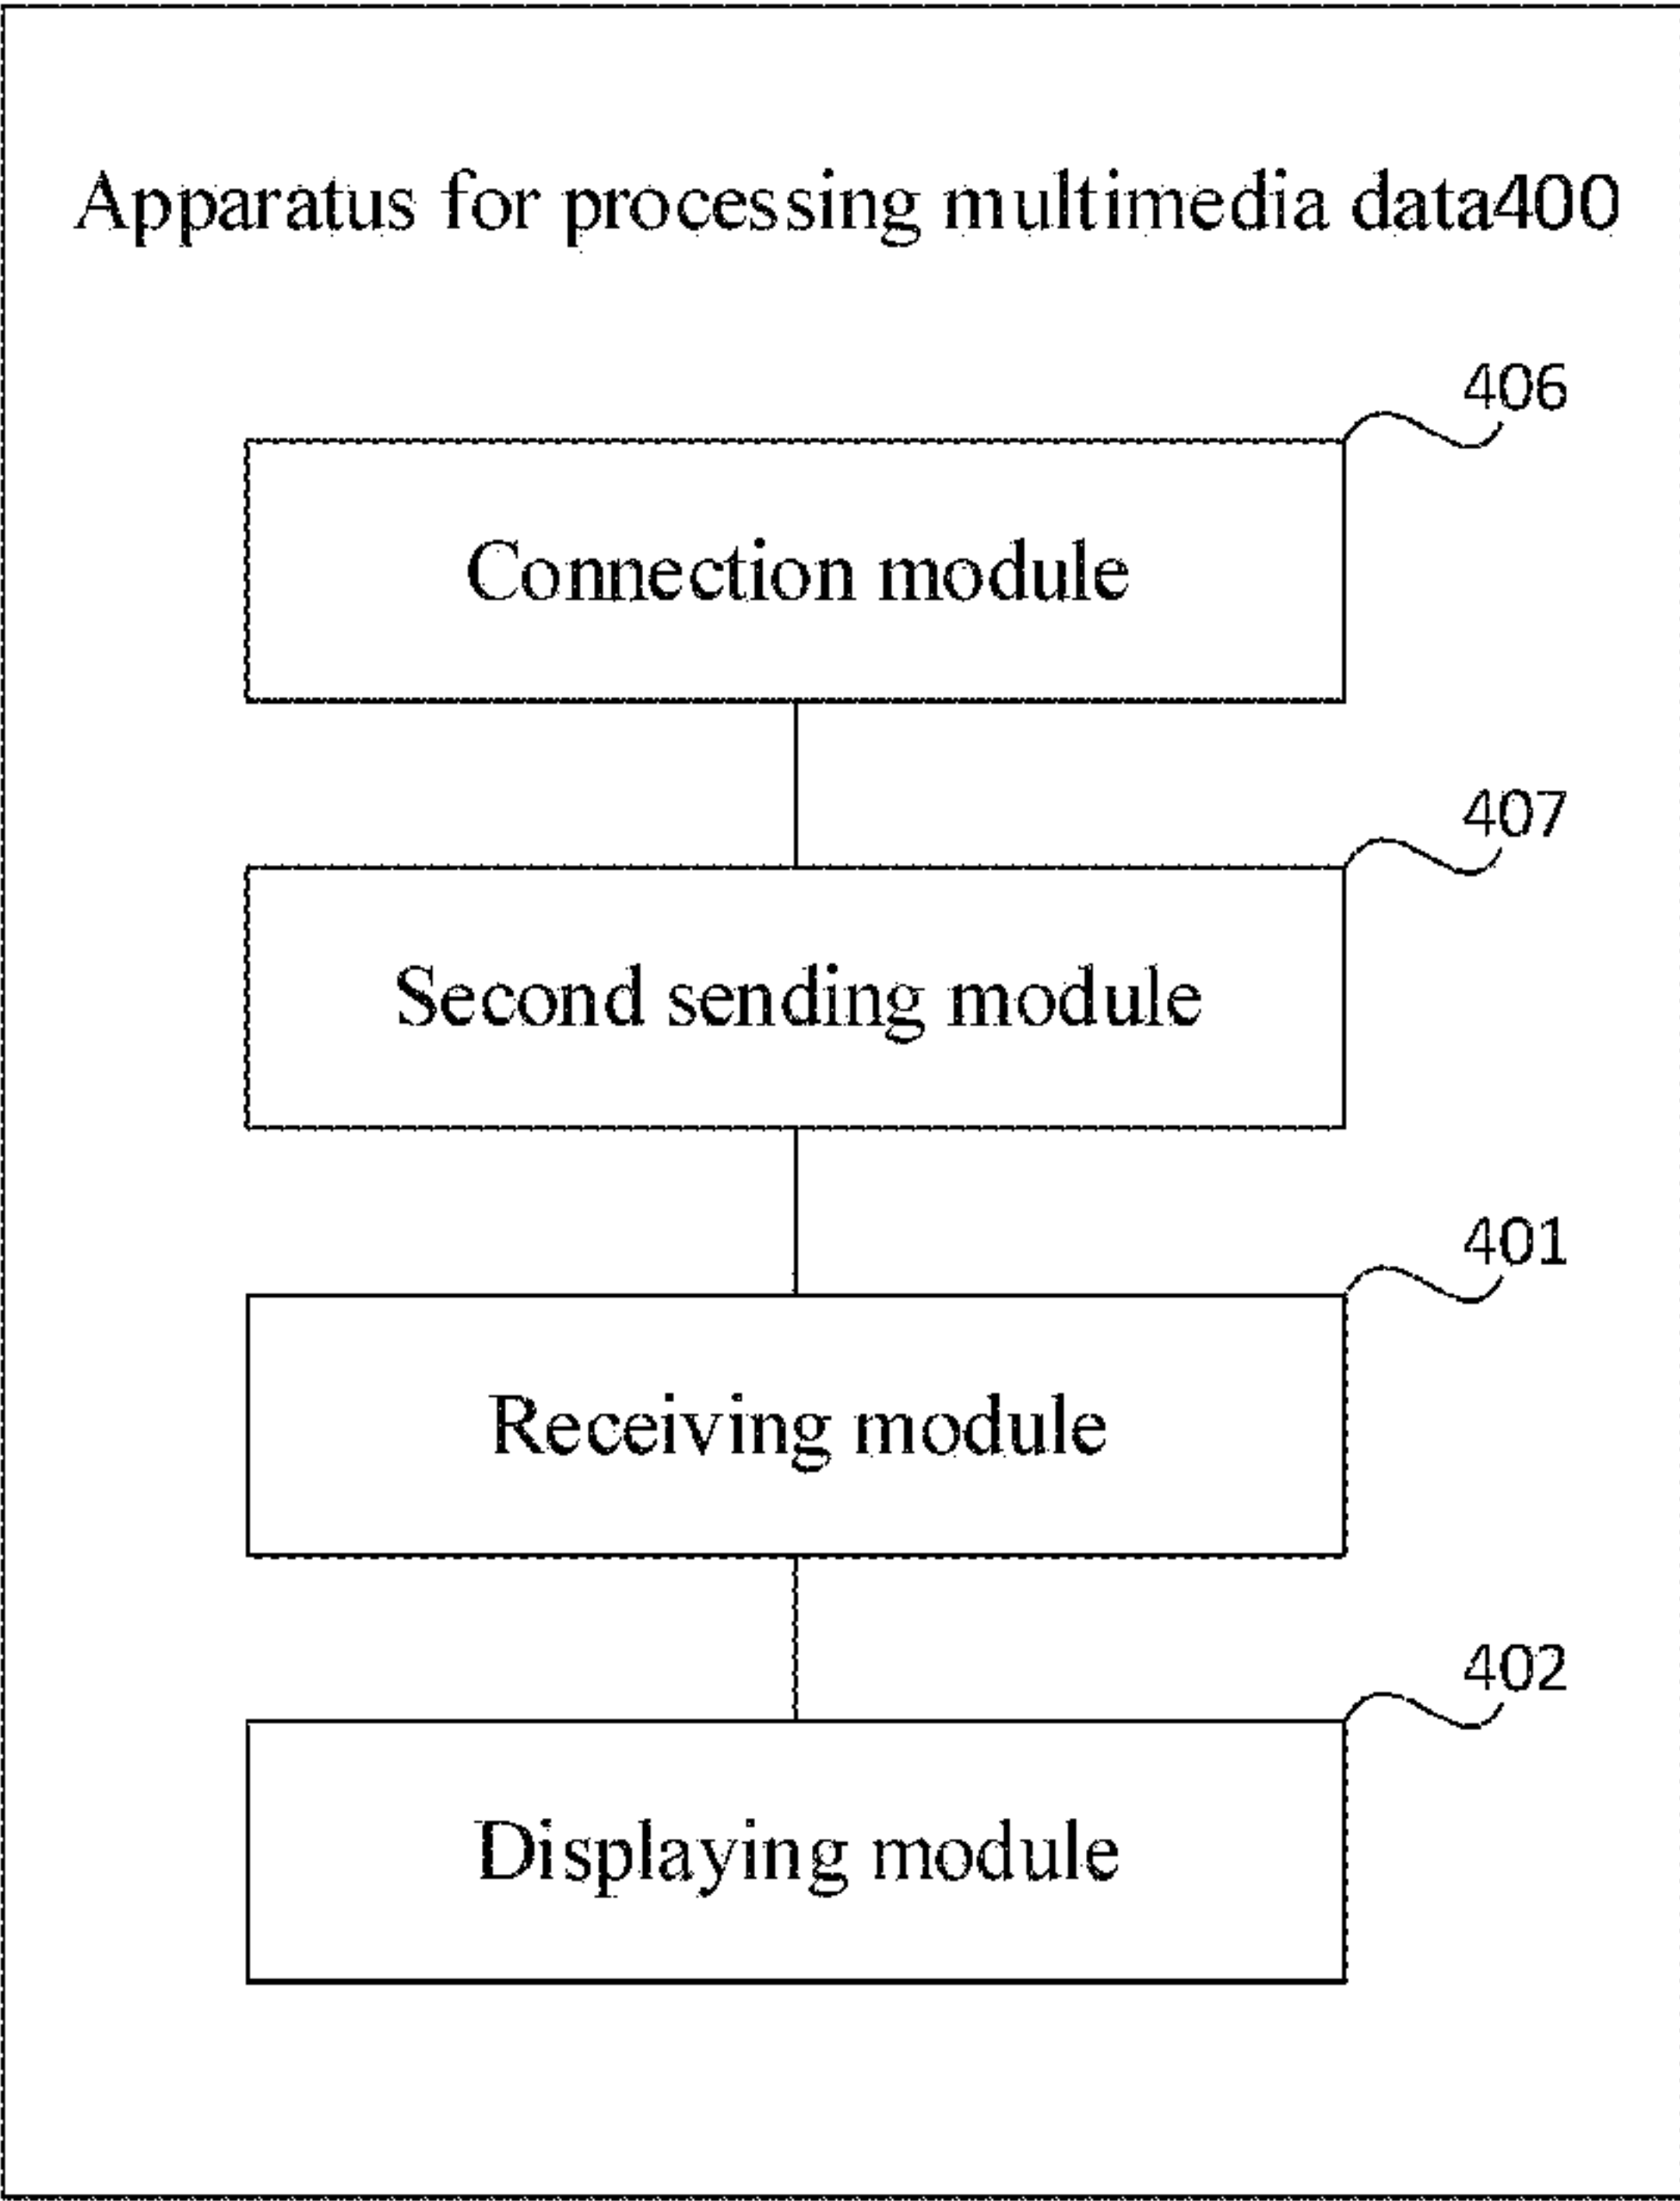 Apparatus for processing multimedia data400
406
Connection module
407
Second sending module
401
Receiving module
402
Displaying module